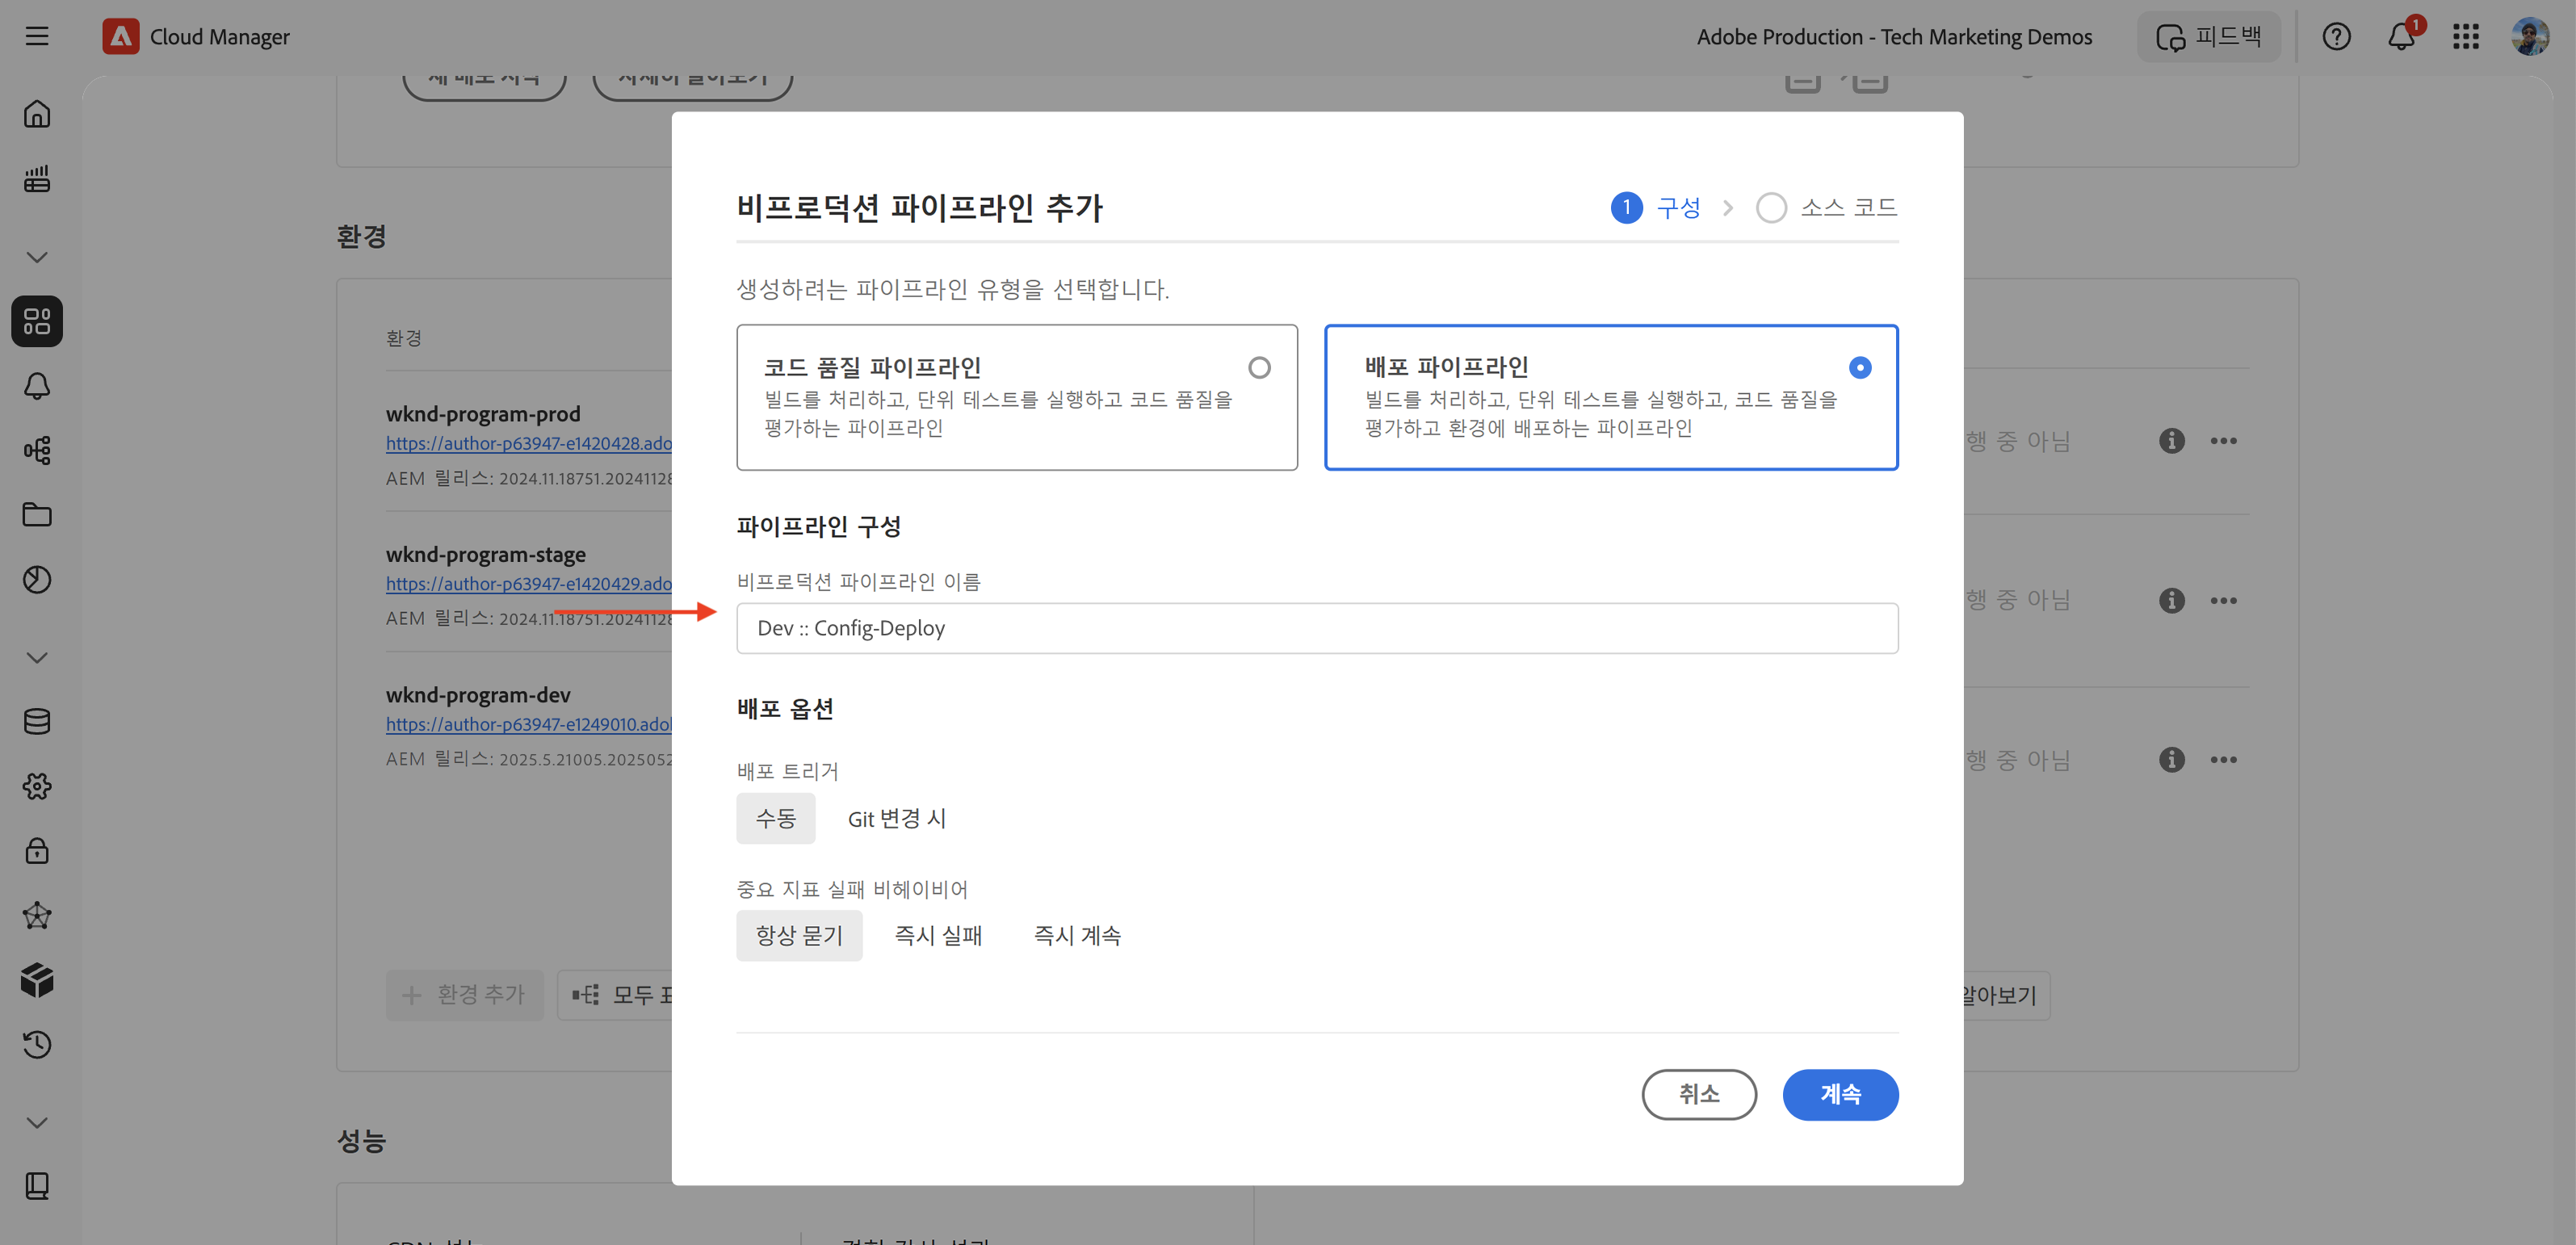 Cloud Manager
Adobe Production - Tech Marketing Demos
피드백
1
환경
환경
wknd-program-prod
https://author-p63947-e1420428.ado
AEM 릴리스: 2024.11.18751.20241128
wknd-program-stage
https://author-p63947-e1420429.ado
AEM 릴리스: 2024.11.18751.20241128
wknd-program-dev
https://author-p63947-e1249010.ado
AEM 릴리스: 2025.5.21005.2025052
환경 추가
모두
성능
비프로덕션 파이프라인 추가
1 구성
소스 코드
생성하려는 파이프라인 유형을 선택합니다.
코드 품질 파이프라인
빌드를 처리하고, 단위 테스트를 실행하고 코드 품질을
평가하는 파이프라인
배포 파이프라인
빌드를 처리하고, 단위 테스트를 실행하고, 코드 품질을
평가하고 환경에 배포하는 파이프라인
파이프라인 구성
비프로덕션 파이프라인 이름
Dev :: Config-Deploy
배포 옵션
배포 트리거
수동
Git 변경 시
중요 지표 실패 비헤이비어
항상 묻기
즉시 실패
즉시 계속
취소
계속
행 중 아님
행 중 아님
행 중 아님
알아보기